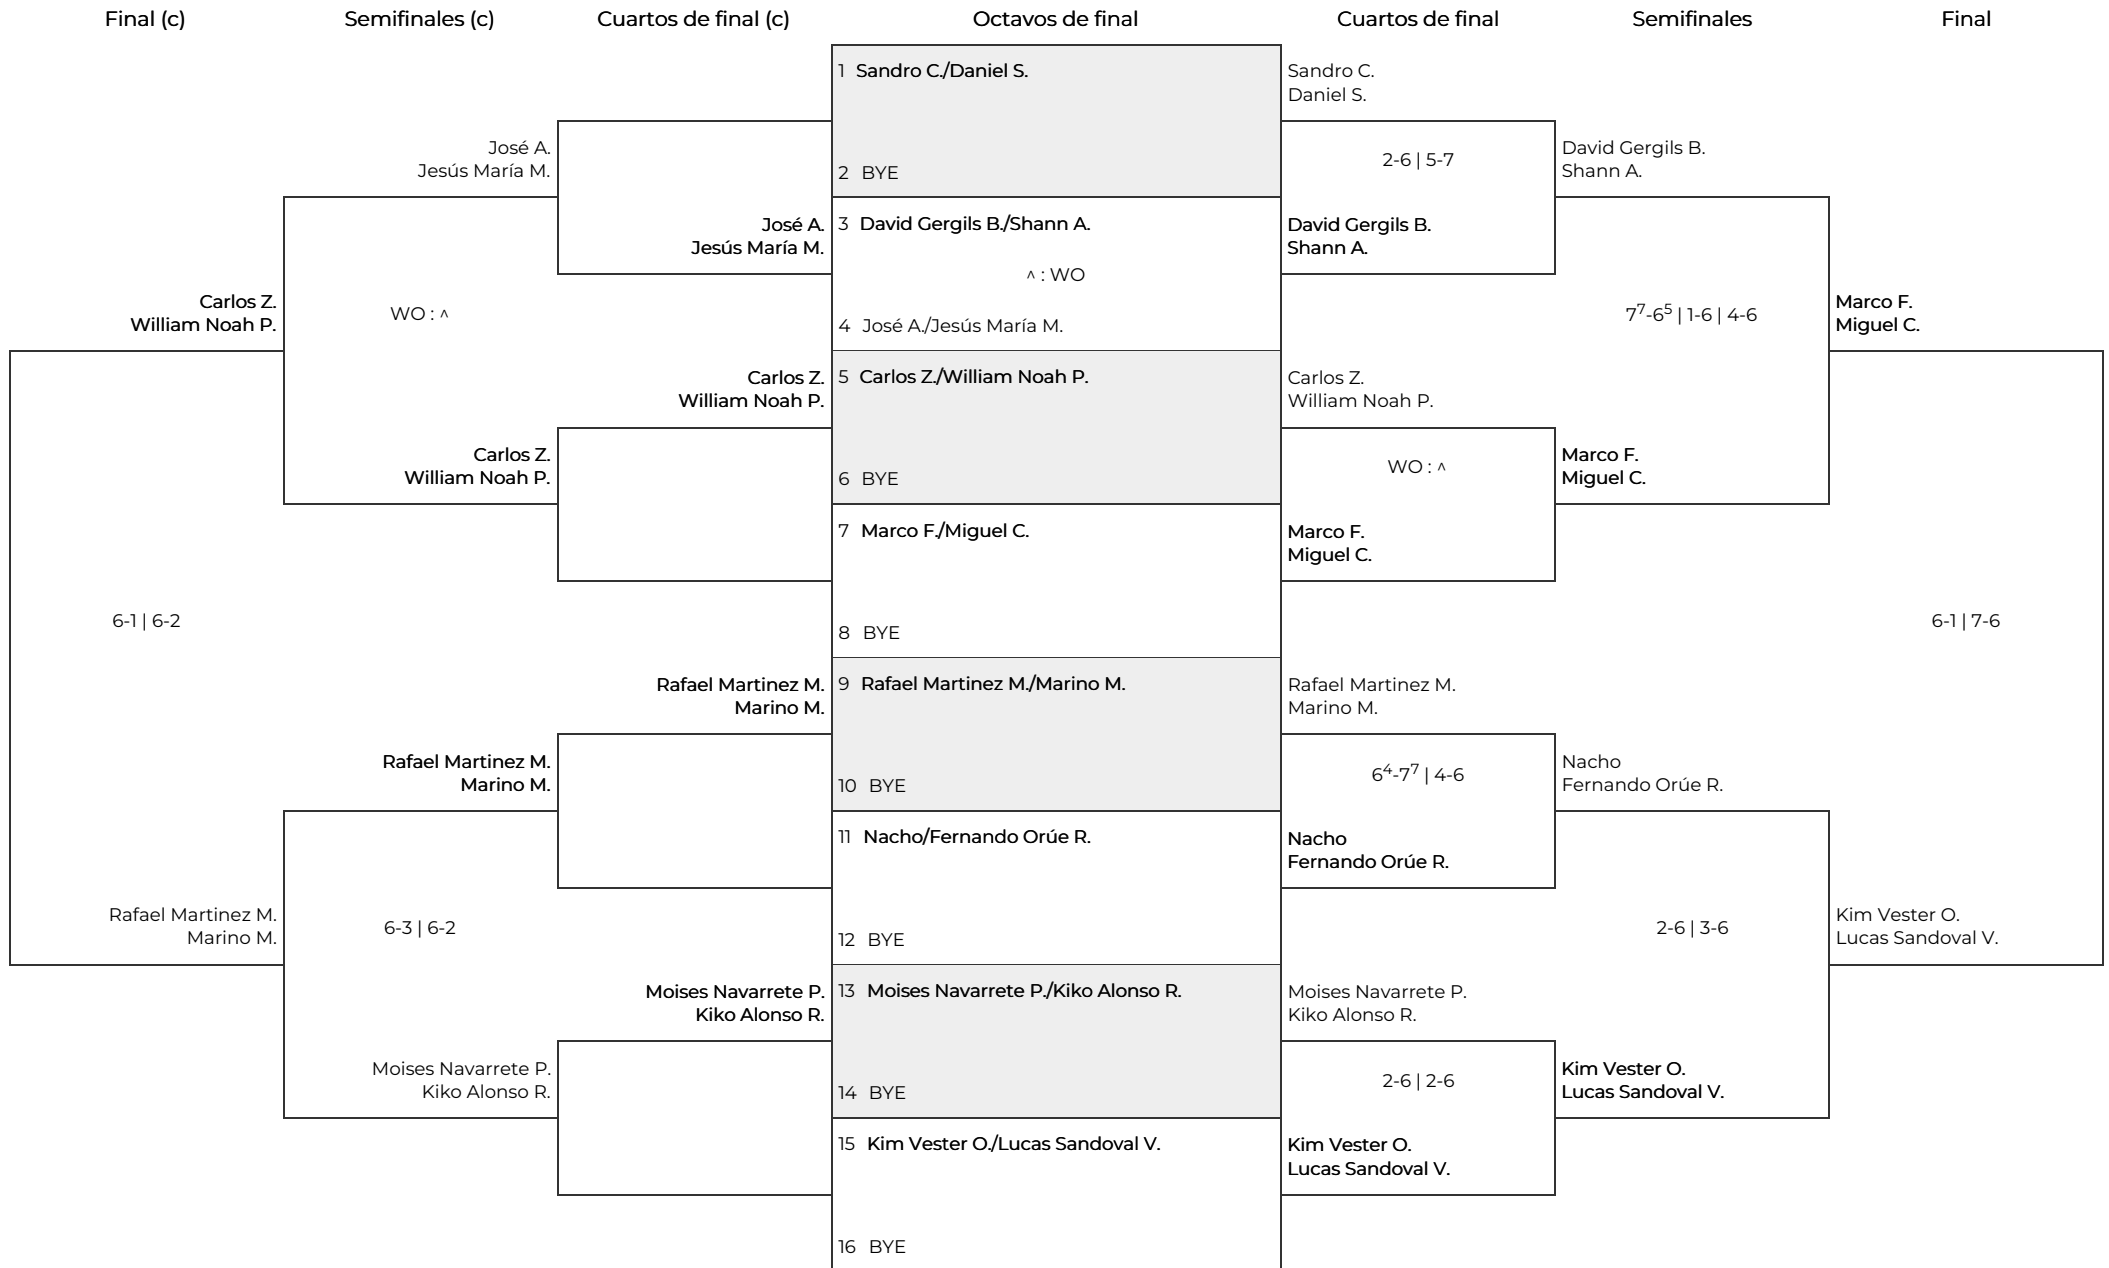 Final (c)
Semifinales (c)
Cuartos de final (c)
Octavos de final
Cuartos de final
Semifinales
Final
Carlos Z.
William Noah P.
6-1 | 6-2
Rafael Martinez M.
Marino M.
José A.
Jesús María M.
WO : ^
Carlos Z.
William Noah P.
Rafael Martinez M.
Marino M.
6-3 | 6-2
Moises Navarrete P.
Kiko Alonso R.
José A.
Jesús María M.
Carlos Z.
William Noah P.
Rafael Martinez M.
Marino M.
Moises Navarrete P.
Kiko Alonso R.
1 Sandro C./Daniel S.
2 BYE
3 David Gergils B./Shann A.
^ : WO
4 José A./Jesús María M.
5 Carlos Z./William Noah P.
6 BYE
7 Marco F./Miguel C.
8 BYE
9 Rafael Martinez M./Marino M.
10 BYE
11 Nacho/Fernando Orúe R.
12 BYE
13 Moises Navarrete P./Kiko Alonso R.
14 BYE
15 Kim Vester O./Lucas Sandoval V.
16 BYE
Sandro C.
Daniel S.
2-6 | 5-7
David Gergils B.
Shann A.
Carlos Z.
William Noah P.
WO : ^
Marco F.
Miguel C.
Rafael Martinez M.
Marino M.
6⁴-7⁷ | 4-6
Nacho
Fernando Orúe R.
Moises Navarrete P.
Kiko Alonso R.
2-6 | 2-6
Kim Vester O.
Lucas Sandoval V.
David Gergils B.
Shann A.
7⁷-6⁵ | 1-6 | 4-6
Marco F.
Miguel C.
Nacho
Fernando Orúe R.
2-6 | 3-6
Kim Vester O.
Lucas Sandoval V.
Marco F.
Miguel C.
6-1 | 7-6
Kim Vester O.
Lucas Sandoval V.